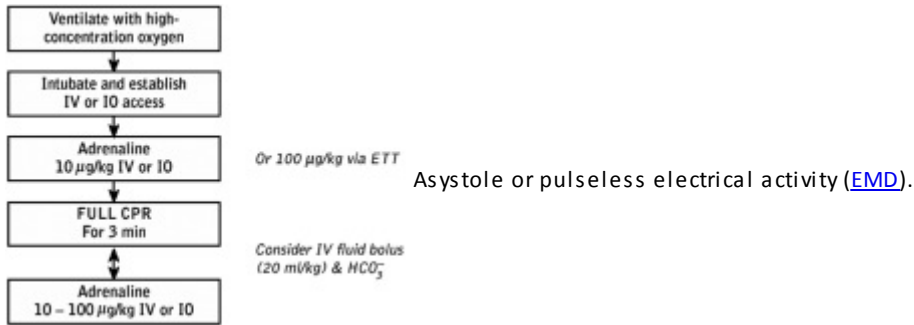 Ventilate with high-
concentration oxygen
Intubate and establish
IV or IO access
Adrenaline
10 µg/kg IV or IO
Or 100 µg/kg via ETT
Asystole or pulseless electrical activity (EMD).
FULL CPR
For 3 min
Consider IV fluid bolus
(20 ml/kg) & HCO₃⁻
Adrenaline
10 – 100 µg/kg IV or IO